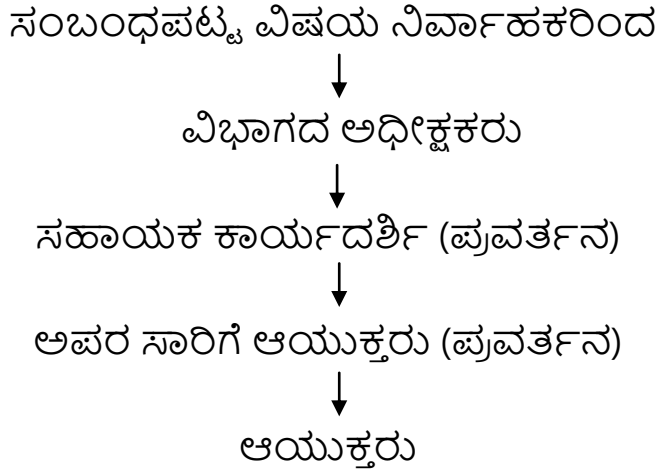 ಸಂಬಂಧಪಟ್ಟ ವಿಷಯ ನಿರ್ವಾಹಕರಿಂದ
ವಿಭಾಗದ ಅಧೀಕ್ಷಕರು
ಸಹಾಯಕ ಕಾರ್ಯದರ್ಶಿ (ಪ್ರವರ್ತನ)
ಅಪರ ಸಾರಿಗೆ ಆಯುಕ್ತರು (ಪ್ರವರ್ತನ)
ಆಯುಕ್ತರು